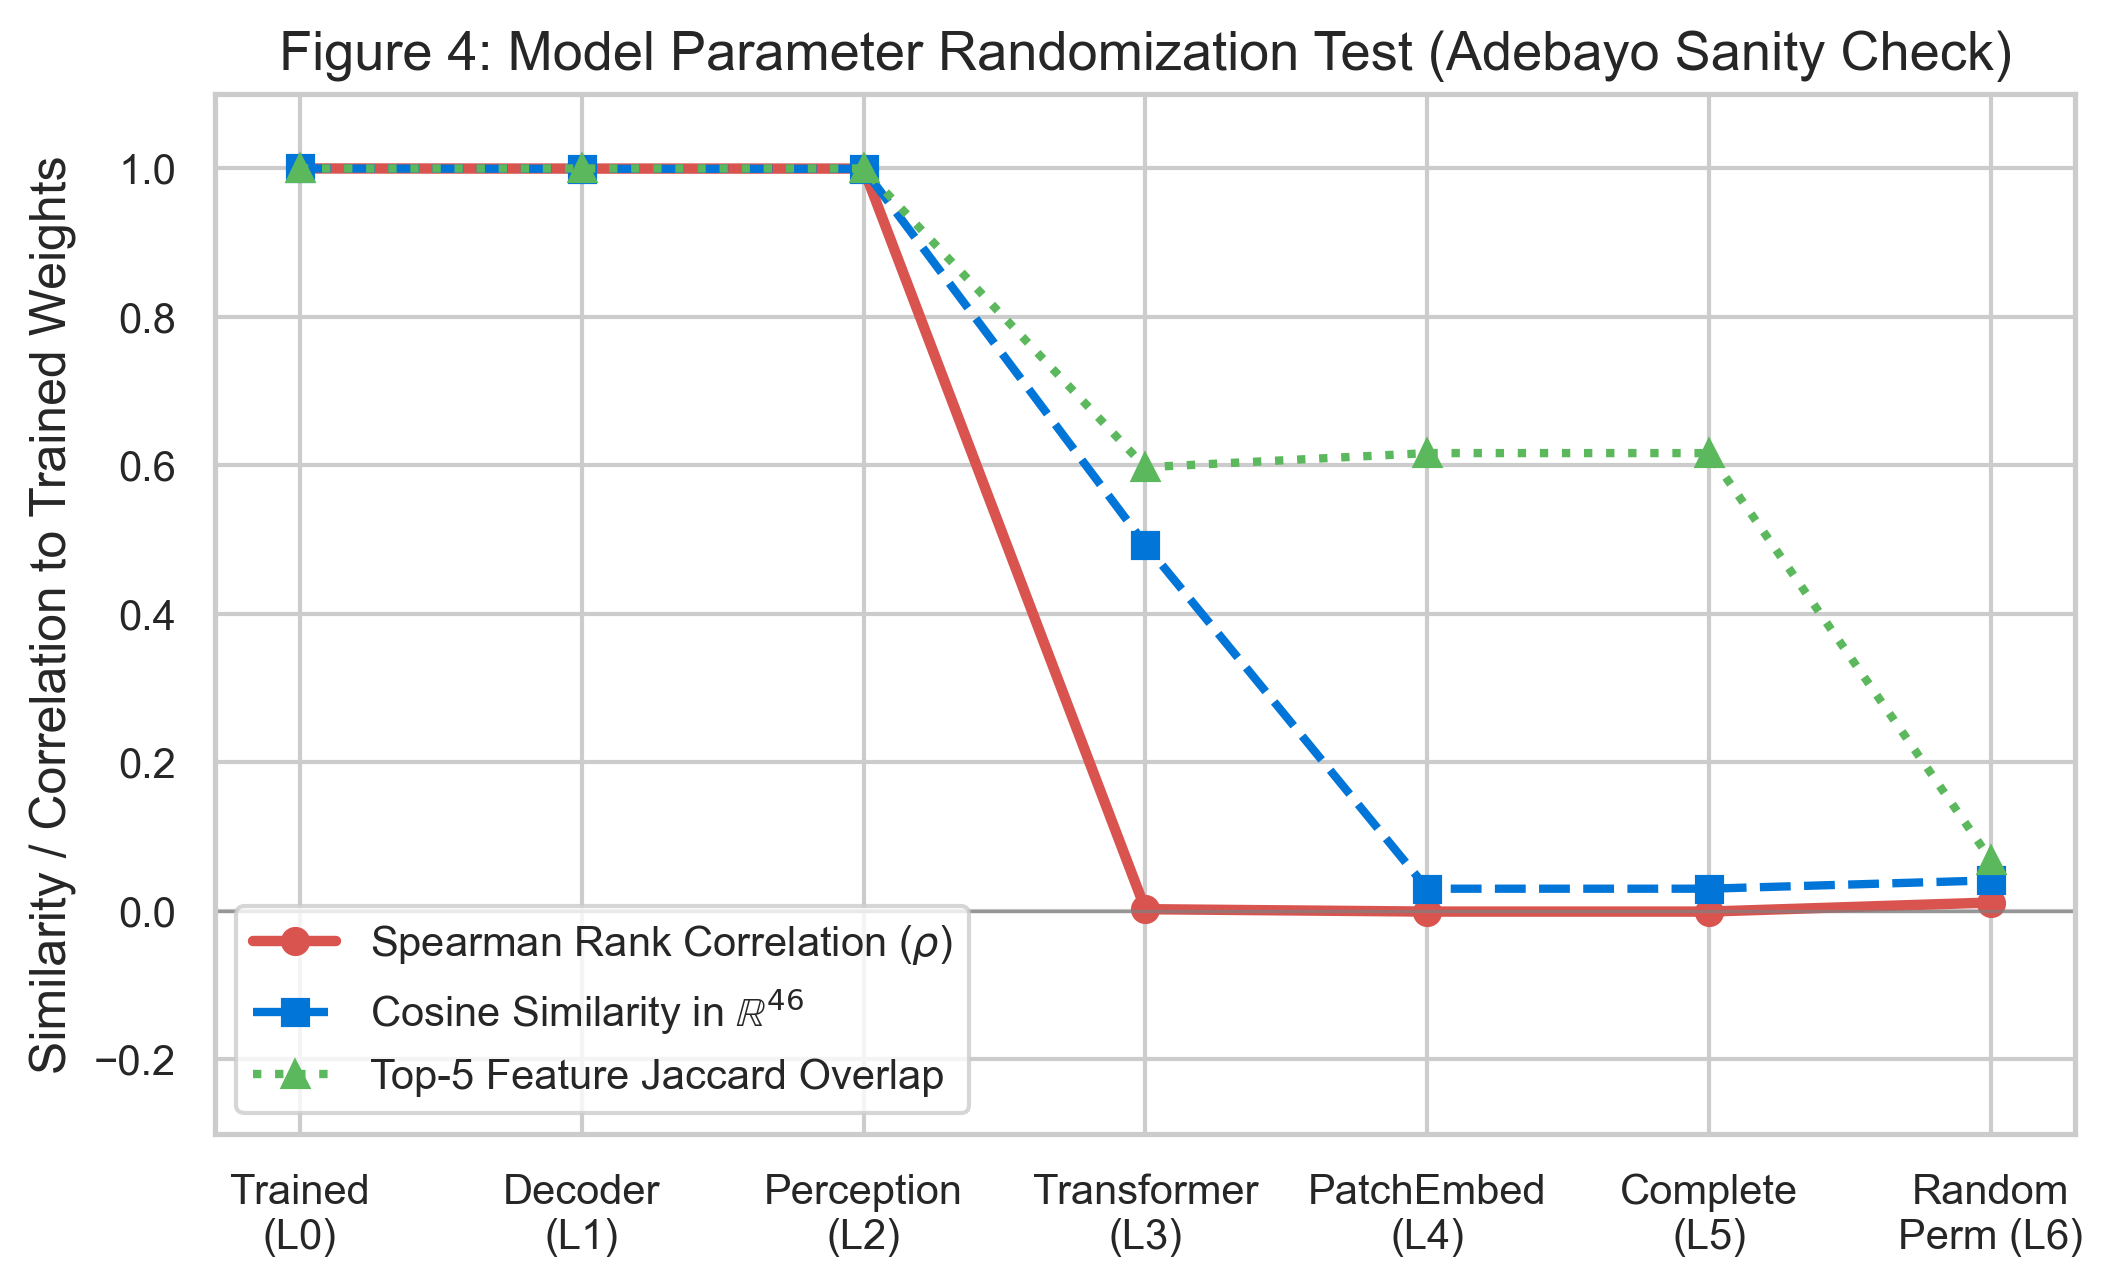 Figure 4: Model Parameter Randomization Test (Adebayo Sanity Check)
Similarity / Correlation to Trained Weights
1.0
0.8
0.6
0.4
0.2
0.0
−0.2
Spearman Rank Correlation (ρ)
Cosine Similarity in ℝ⁴⁶
Top-5 Feature Jaccard Overlap
Trained
(L0)
Decoder
(L1)
Perception
(L2)
Transformer
(L3)
PatchEmbed
(L4)
Complete
(L5)
Random
Perm (L6)